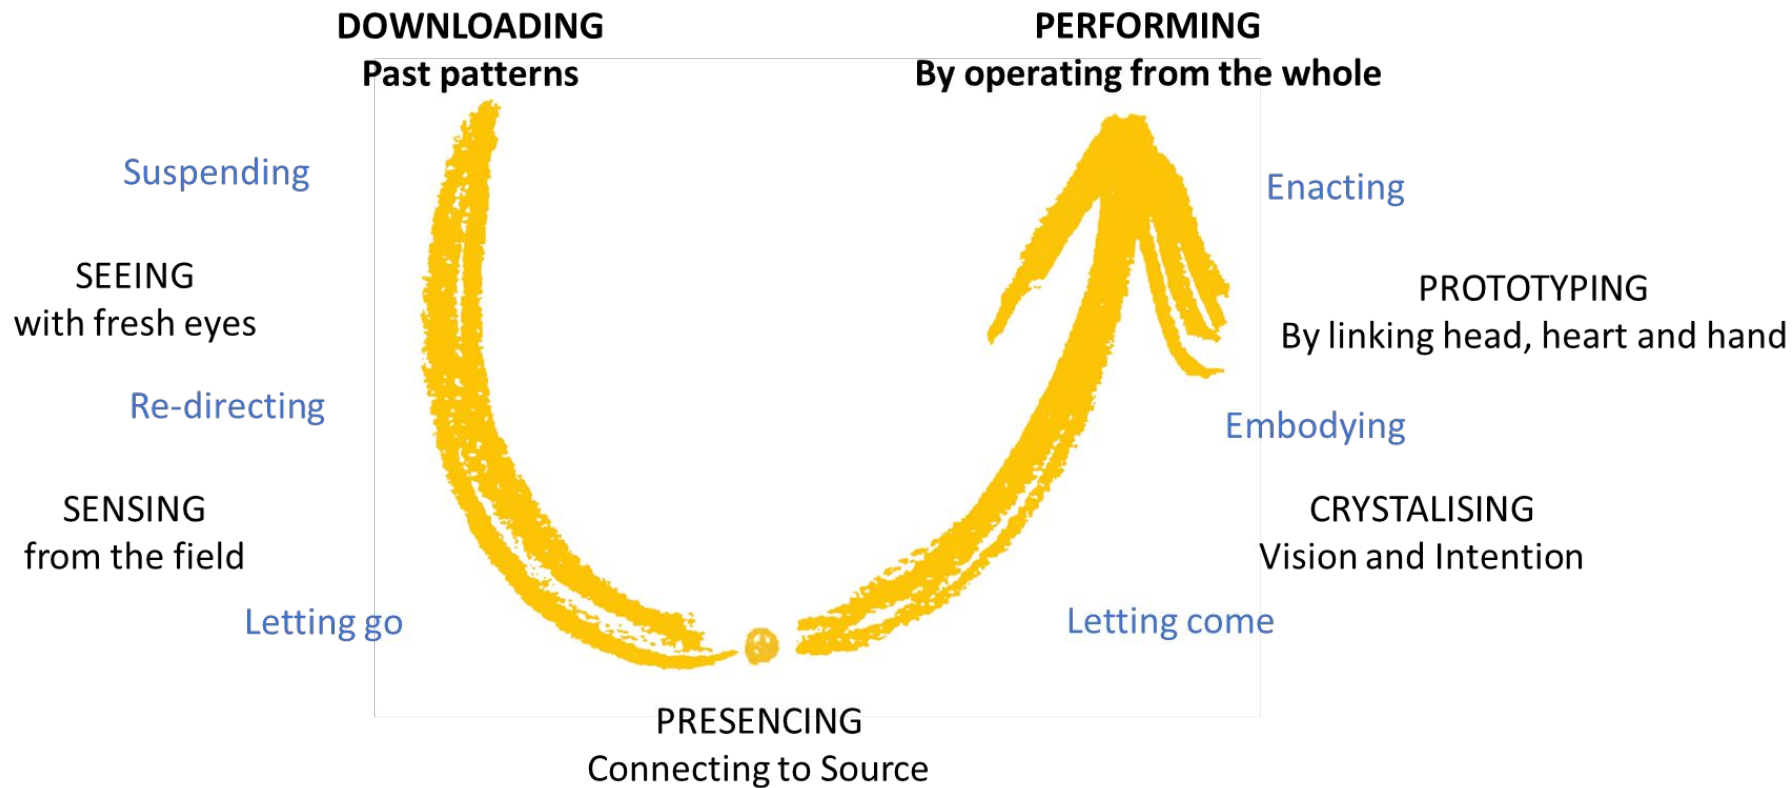 DOWNLOADING
Past patterns
Suspending
SEEING
with fresh eyes
Re-directing
SENSING
from the field
Letting go
PRESENCING
Connecting to Source
Letting come
CRYSTALISING
Vision and Intention
Embodying
PROTOTYPING
By linking head, heart and hand
Enacting
PERFORMING
By operating from the whole